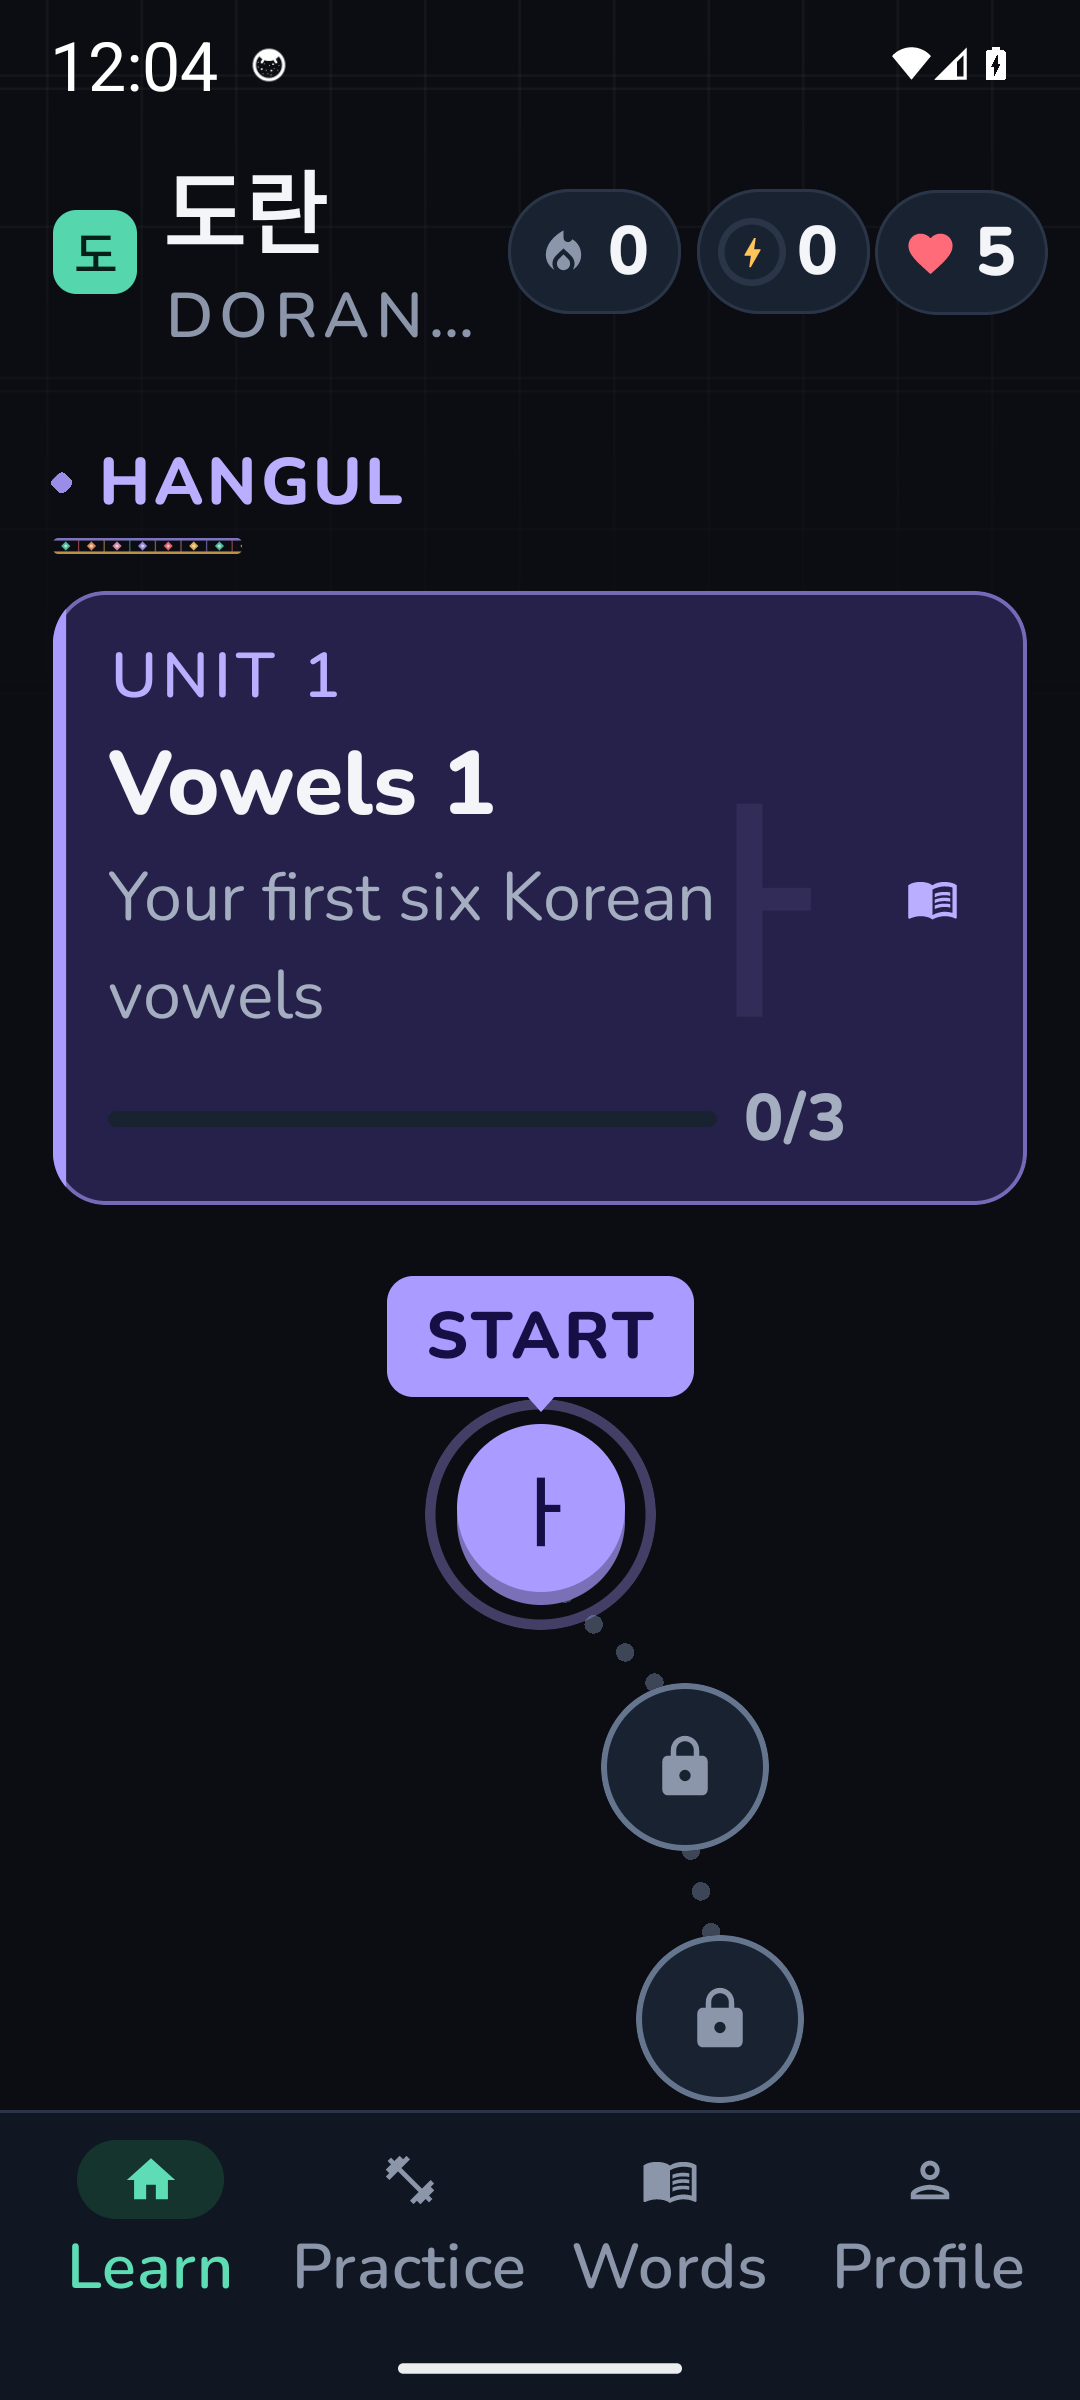 12:04
도
도란
DORAN…
0
0
5
HANGUL
UNIT 1
Vowels 1
Your first six Korean
vowels
ㅏ
0/3
START
ㅏ
Learn
Practice
Words
Profile